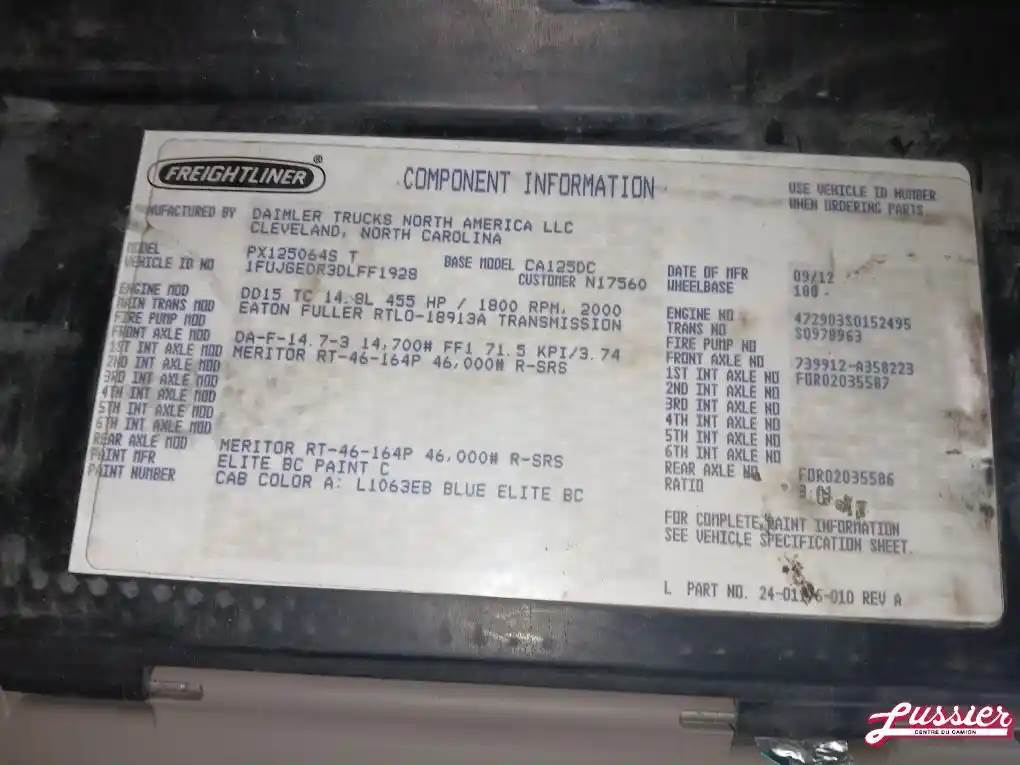 FREIGHTLINER ®
COMPONENT INFORMATION
USE VEHICLE ID NUMBER
WHEN ORDERING PARTS
NUFACTURED BY DAIMLER TRUCKS NORTH AMERICA LLC
CLEVELAND, NORTH CAROLINA
MODEL PX125064S T BASE MODEL CA125DC
VEHICLE ID NO 1FUJGEDR3DLFF1928 CUSTOMER N17560
ENGINE MOD DD15 TC 14.8L 455 HP / 1800 RPM, 2000
MAIN TRANS MOD EATON FULLER RTLO-18913A TRANSMISSION
FIRE PUMP MOD
FRONT AXLE MOD DA-F-14.7-3 14,700# FF1 71.5 KPI/3.74
1ST INT AXLE MOD MERITOR RT-46-164P 46,000# R-SRS
2ND INT AXLE MOD
3RD INT AXLE MOD
4TH INT AXLE MOD
5TH INT AXLE MOD
6TH INT AXLE MOD
REAR AXLE MOD MERITOR RT-46-164P 46,000# R-SRS
PAINT MFR ELITE BC PAINT C
PAINT NUMBER CAB COLOR A: L1063EB BLUE ELITE BC
DATE OF MFR 09/12
WHEELBASE
ENGINE NO 472903S0152495
TRANS NO S0978963
FIRE PUMP NO
FRONT AXLE NO 739912-A358223
1ST INT AXLE NO FOR02035587
2ND INT AXLE NO
3RD INT AXLE NO
4TH INT AXLE NO
5TH INT AXLE NO
6TH INT AXLE NO
REAR AXLE NO FOR02035586
RATIO
FOR COMPLETE PAINT INFORMATION
SEE VEHICLE SPECIFICATION SHEET.
L PART NO. REV A
Lussier
CENTRE DU CAMION